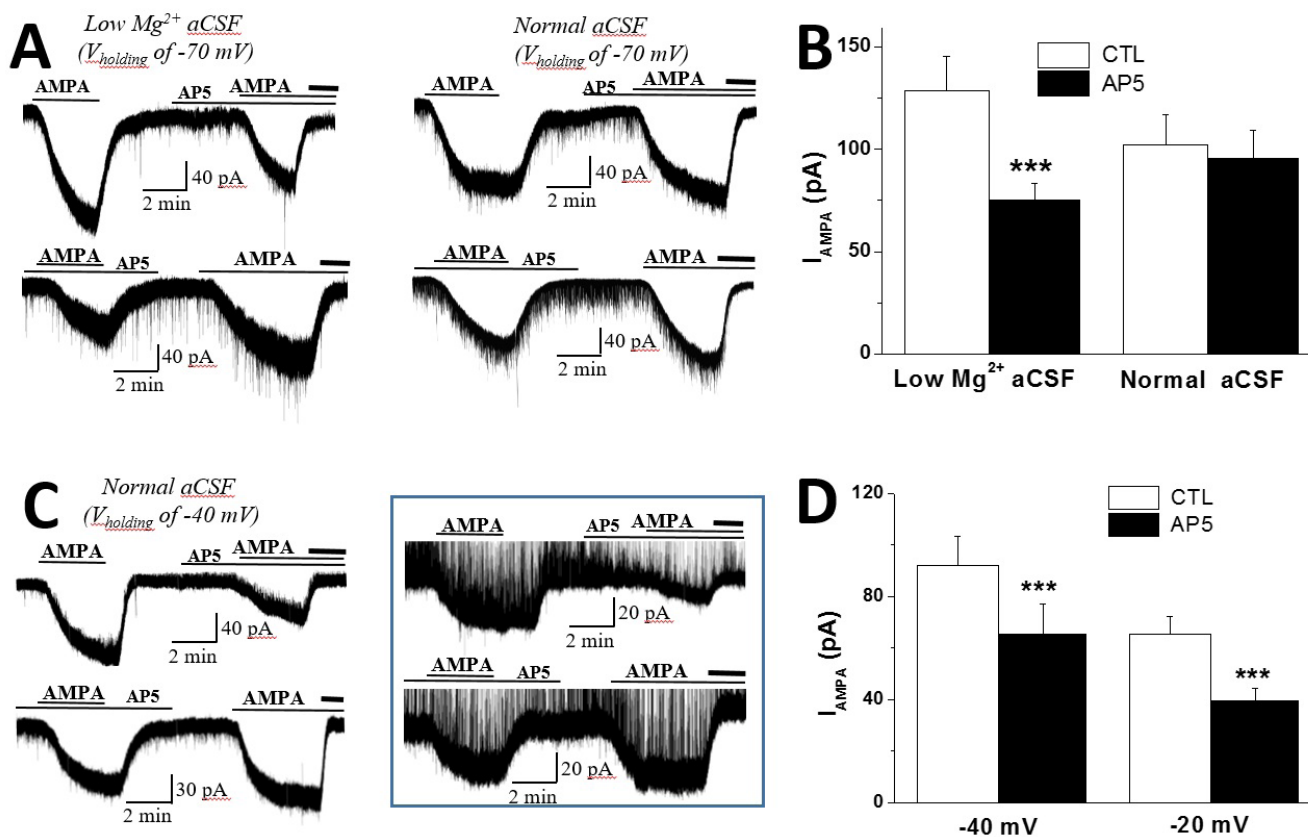 A
Low Mg²⁺ aCSF
(Vholding of -70 mV)
AMPA
AP5
AMPA
40 pA
2 min
AMPA
AP5
AMPA
40 pA
2 min
Normal aCSF
(Vholding of -70 mV)
AMPA
AP5
AMPA
40 pA
2 min
AMPA
AP5
AMPA
40 pA
2 min
B
150
100
50
0
I_AMPA (pA)
CTL
AP5
***
Low Mg²⁺ aCSF
Normal aCSF
C
Normal aCSF
(Vholding of -40 mV)
AMPA
AP5
AMPA
40 pA
2 min
AMPA
AP5
AMPA
30 pA
2 min
AMPA
AP5
AMPA
20 pA
2 min
AMPA
AP5
AMPA
20 pA
2 min
D
120
80
40
0
I_AMPA (pA)
CTL
AP5
***
***
-40 mV
-20 mV